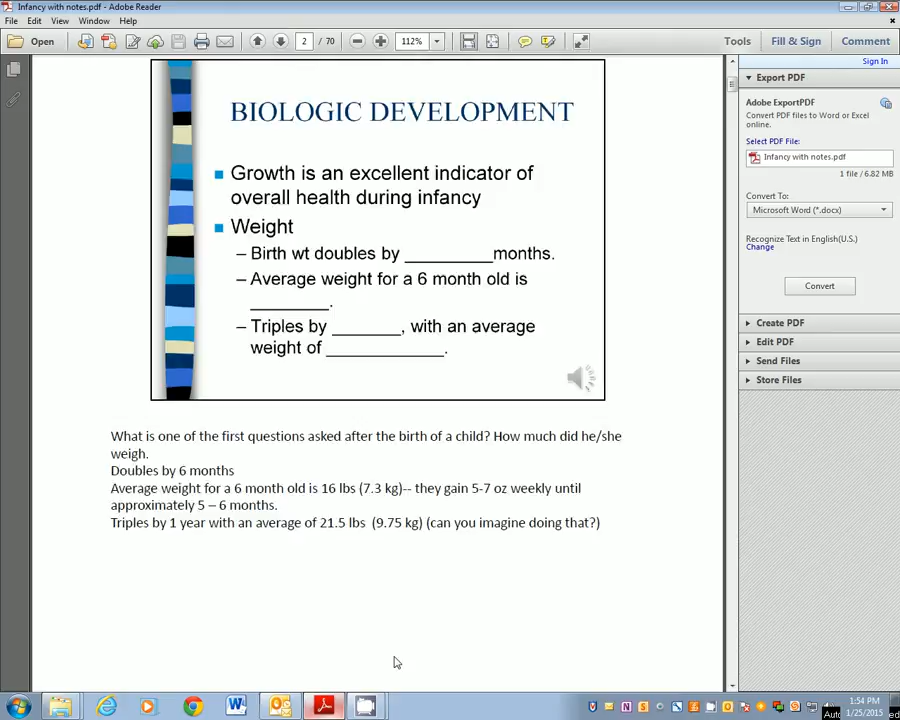 Infancy with notes.pdf - Adobe Reader
File Edit View Window Help
Open 2 / 70 112% Tools Fill & Sign Comment
Sign In
BIOLOGIC DEVELOPMENT
Growth is an excellent indicator of
overall health during infancy
Weight
– Birth wt doubles by _________months.
– Average weight for a 6 month old is
________.
– Triples by _______, with an average
weight of ____________.
What is one of the first questions asked after the birth of a child? How much did he/she
weigh.
Doubles by 6 months
Average weight for a 6 month old is 16 lbs (7.3 kg)-- they gain 5-7 oz weekly until
approximately 5 – 6 months.
Triples by 1 year with an average of 21.5 lbs (9.75 kg) (can you imagine doing that?)
Export PDF
Adobe ExportPDF
Convert PDF files to Word or Excel
online.
Select PDF File:
Infancy with notes.pdf
1 file / 6.82 MB
Convert To:
Microsoft Word (*.docx)
Recognize Text in English(U.S.)
Change
Convert
Create PDF
Edit PDF
Send Files
Store Files
1:54 PM
1/25/2015